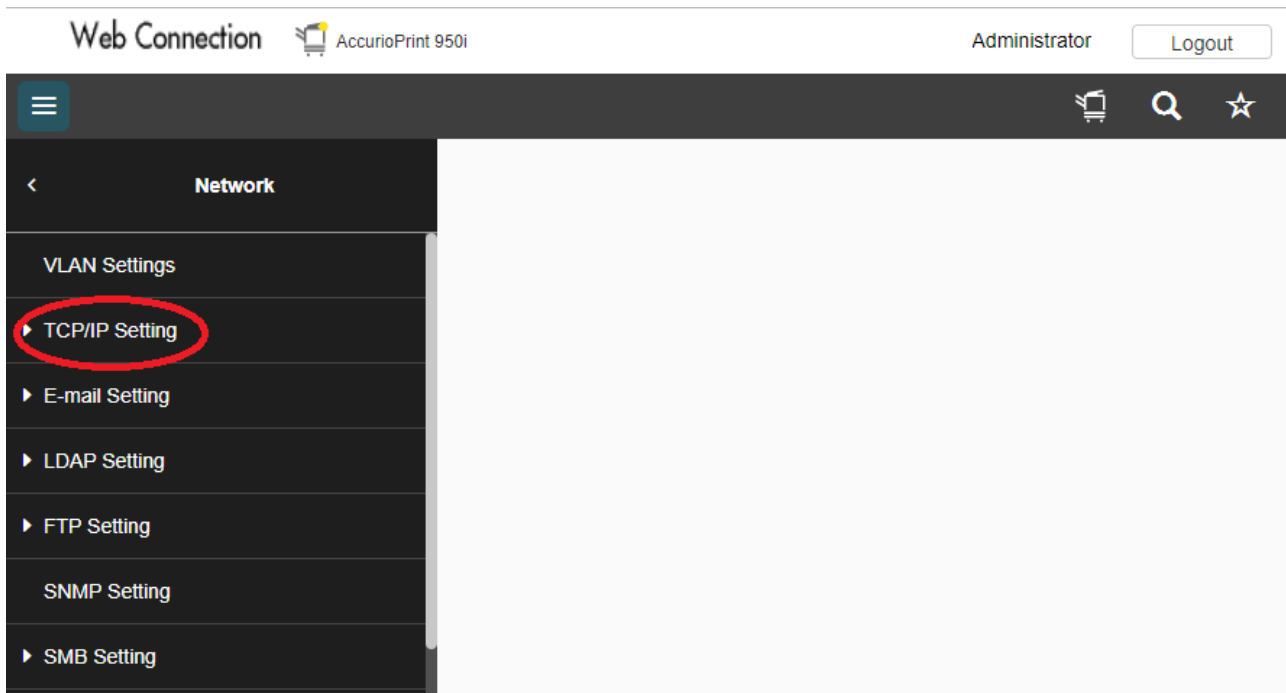 Web Connection AccurioPrint 950i Administrator Logout
Network
VLAN Settings
TCP/IP Setting
E-mail Setting
LDAP Setting
FTP Setting
SNMP Setting
SMB Setting